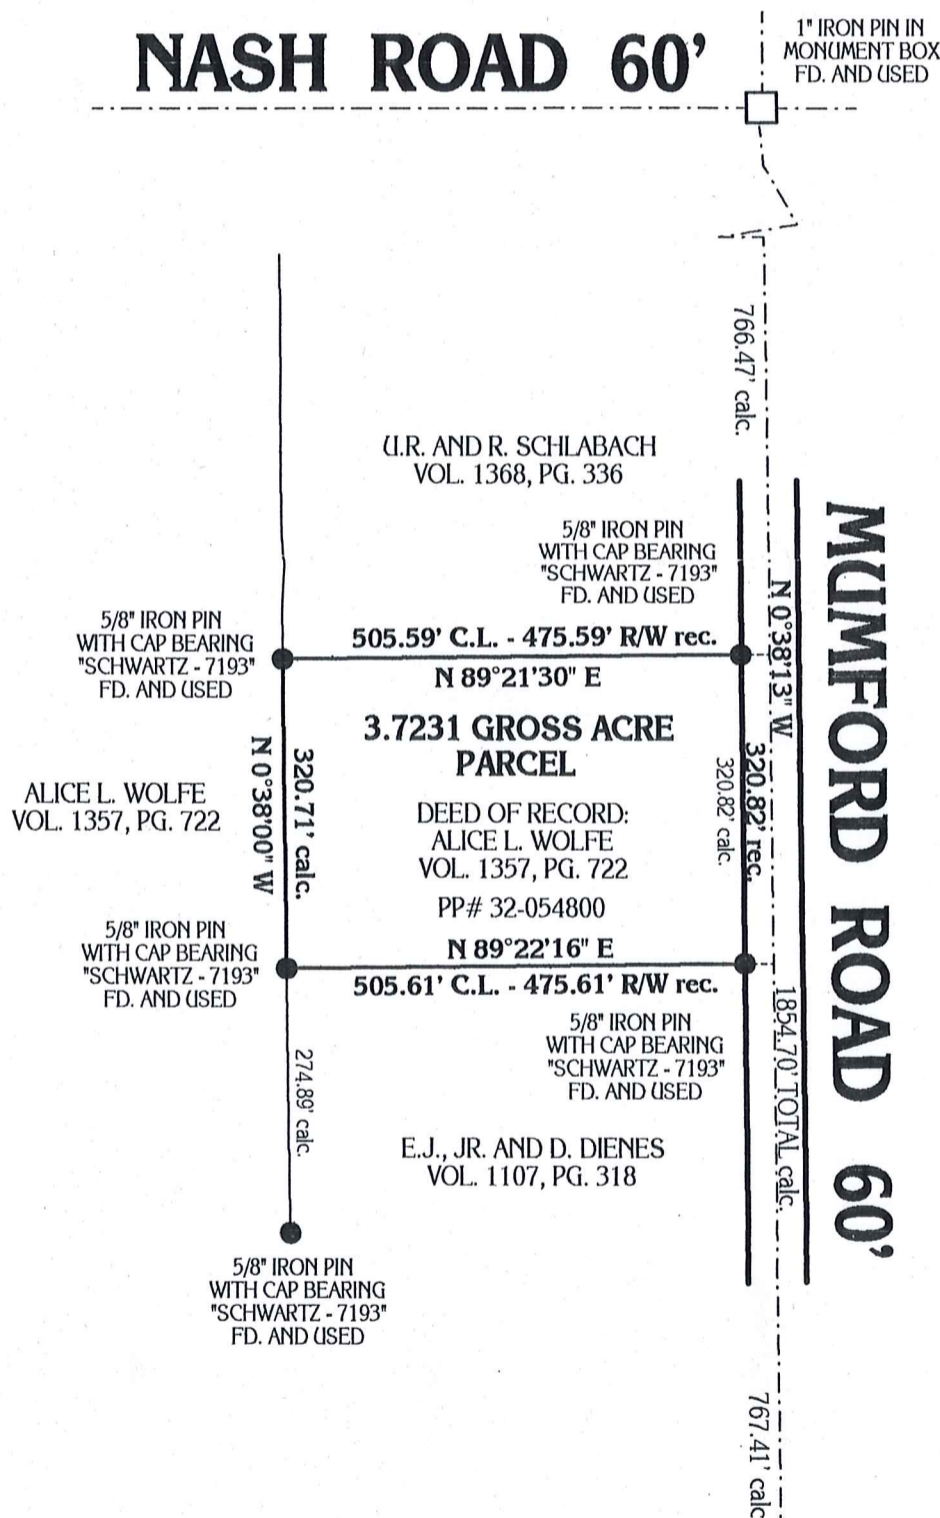 NASH ROAD 60'
1" IRON PIN IN
MONUMENT BOX
FD. AND USED
766.47' calc.
U.R. AND R. SCHLABACH
VOL. 1368, PG. 336
5/8" IRON PIN
WITH CAP BEARING
"SCHWARTZ - 7193"
FD. AND USED
MUMFORD ROAD 60'
N 0°38'13" W
5/8" IRON PIN
WITH CAP BEARING
"SCHWARTZ - 7193"
FD. AND USED
505.59' C.L. - 475.59' R/W rec.
N 89°21'30" E
3.7231 GROSS ACRE
PARCEL
320.71' calc.
N 0°38'00" W
320.82' rec.
320.82' calc.
ALICE L. WOLFE
VOL. 1357, PG. 722
DEED OF RECORD:
ALICE L. WOLFE
VOL. 1357, PG. 722
PP# 32-054800
5/8" IRON PIN
WITH CAP BEARING
"SCHWARTZ - 7193"
FD. AND USED
N 89°22'16" E
505.61' C.L. - 475.61' R/W rec.
1854.70' TOTAL calc.
5/8" IRON PIN
WITH CAP BEARING
"SCHWARTZ - 7193"
FD. AND USED
274.89' calc.
E.J., JR. AND D. DIENES
VOL. 1107, PG. 318
5/8" IRON PIN
WITH CAP BEARING
"SCHWARTZ - 7193"
FD. AND USED
767.41' calc